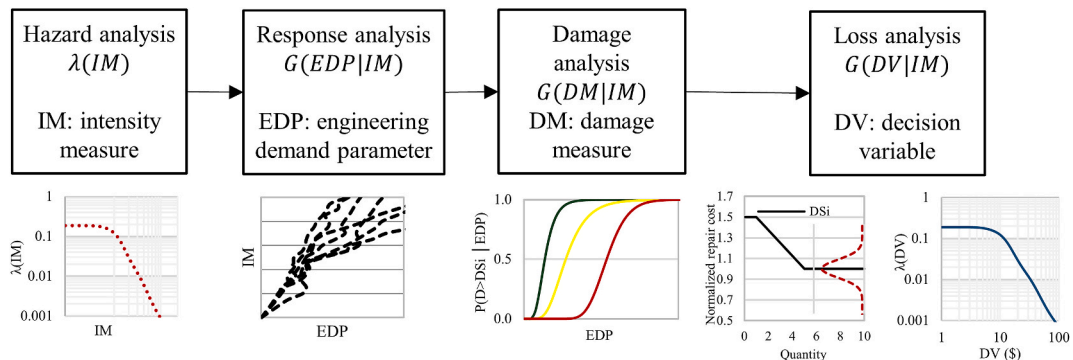 Hazard analysis
λ(IM)
IM: intensity
measure
Response analysis
G(EDP|IM)
EDP: engineering
demand parameter
Damage
analysis
G(DM|IM)
DM: damage
measure
Loss analysis
G(DV|IM)
DV: decision
variable
λ(IM)
1
0.1
0.01
0.001
IM
IM
EDP
P(D>DSi | EDP)
1.0
0.5
0.0
EDP
Normalized repair cost
1.7
1.5
1.3
1.1
0.9
0.7
0.5
DSi
0 2 4 6 8 10
Quantity
λ(DV)
1
0.1
0.01
0.001
1 10 100
DV ($)